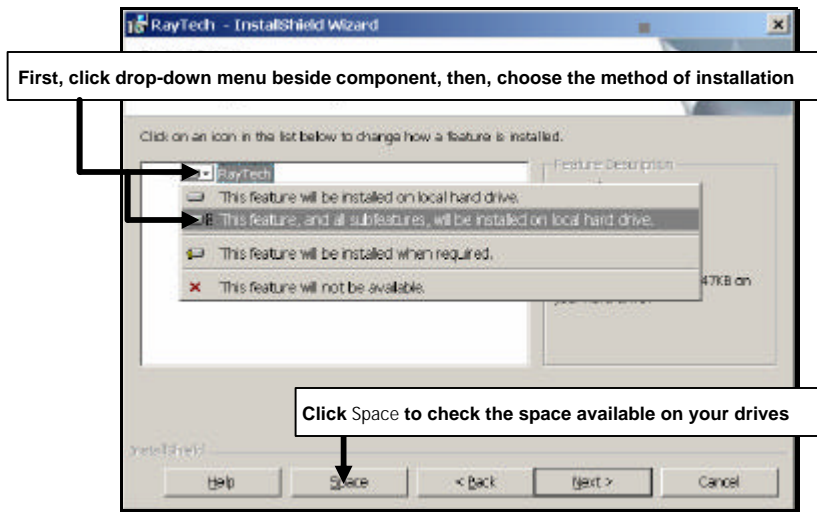 RayTech - InstallShield Wizard
First, click drop-down menu beside component, then, choose the method of installation
Click on an icon in the list below to change how a feature is installed.
RayTech
Feature Description
This feature will be installed on local hard drive.
This feature, and all subfeatures, will be installed on local hard drive.
This feature will be installed when required.
This feature will not be available.
47KB on
Click Space to check the space available on your drives
InstallShield
Help
Space
< Back
Next >
Cancel